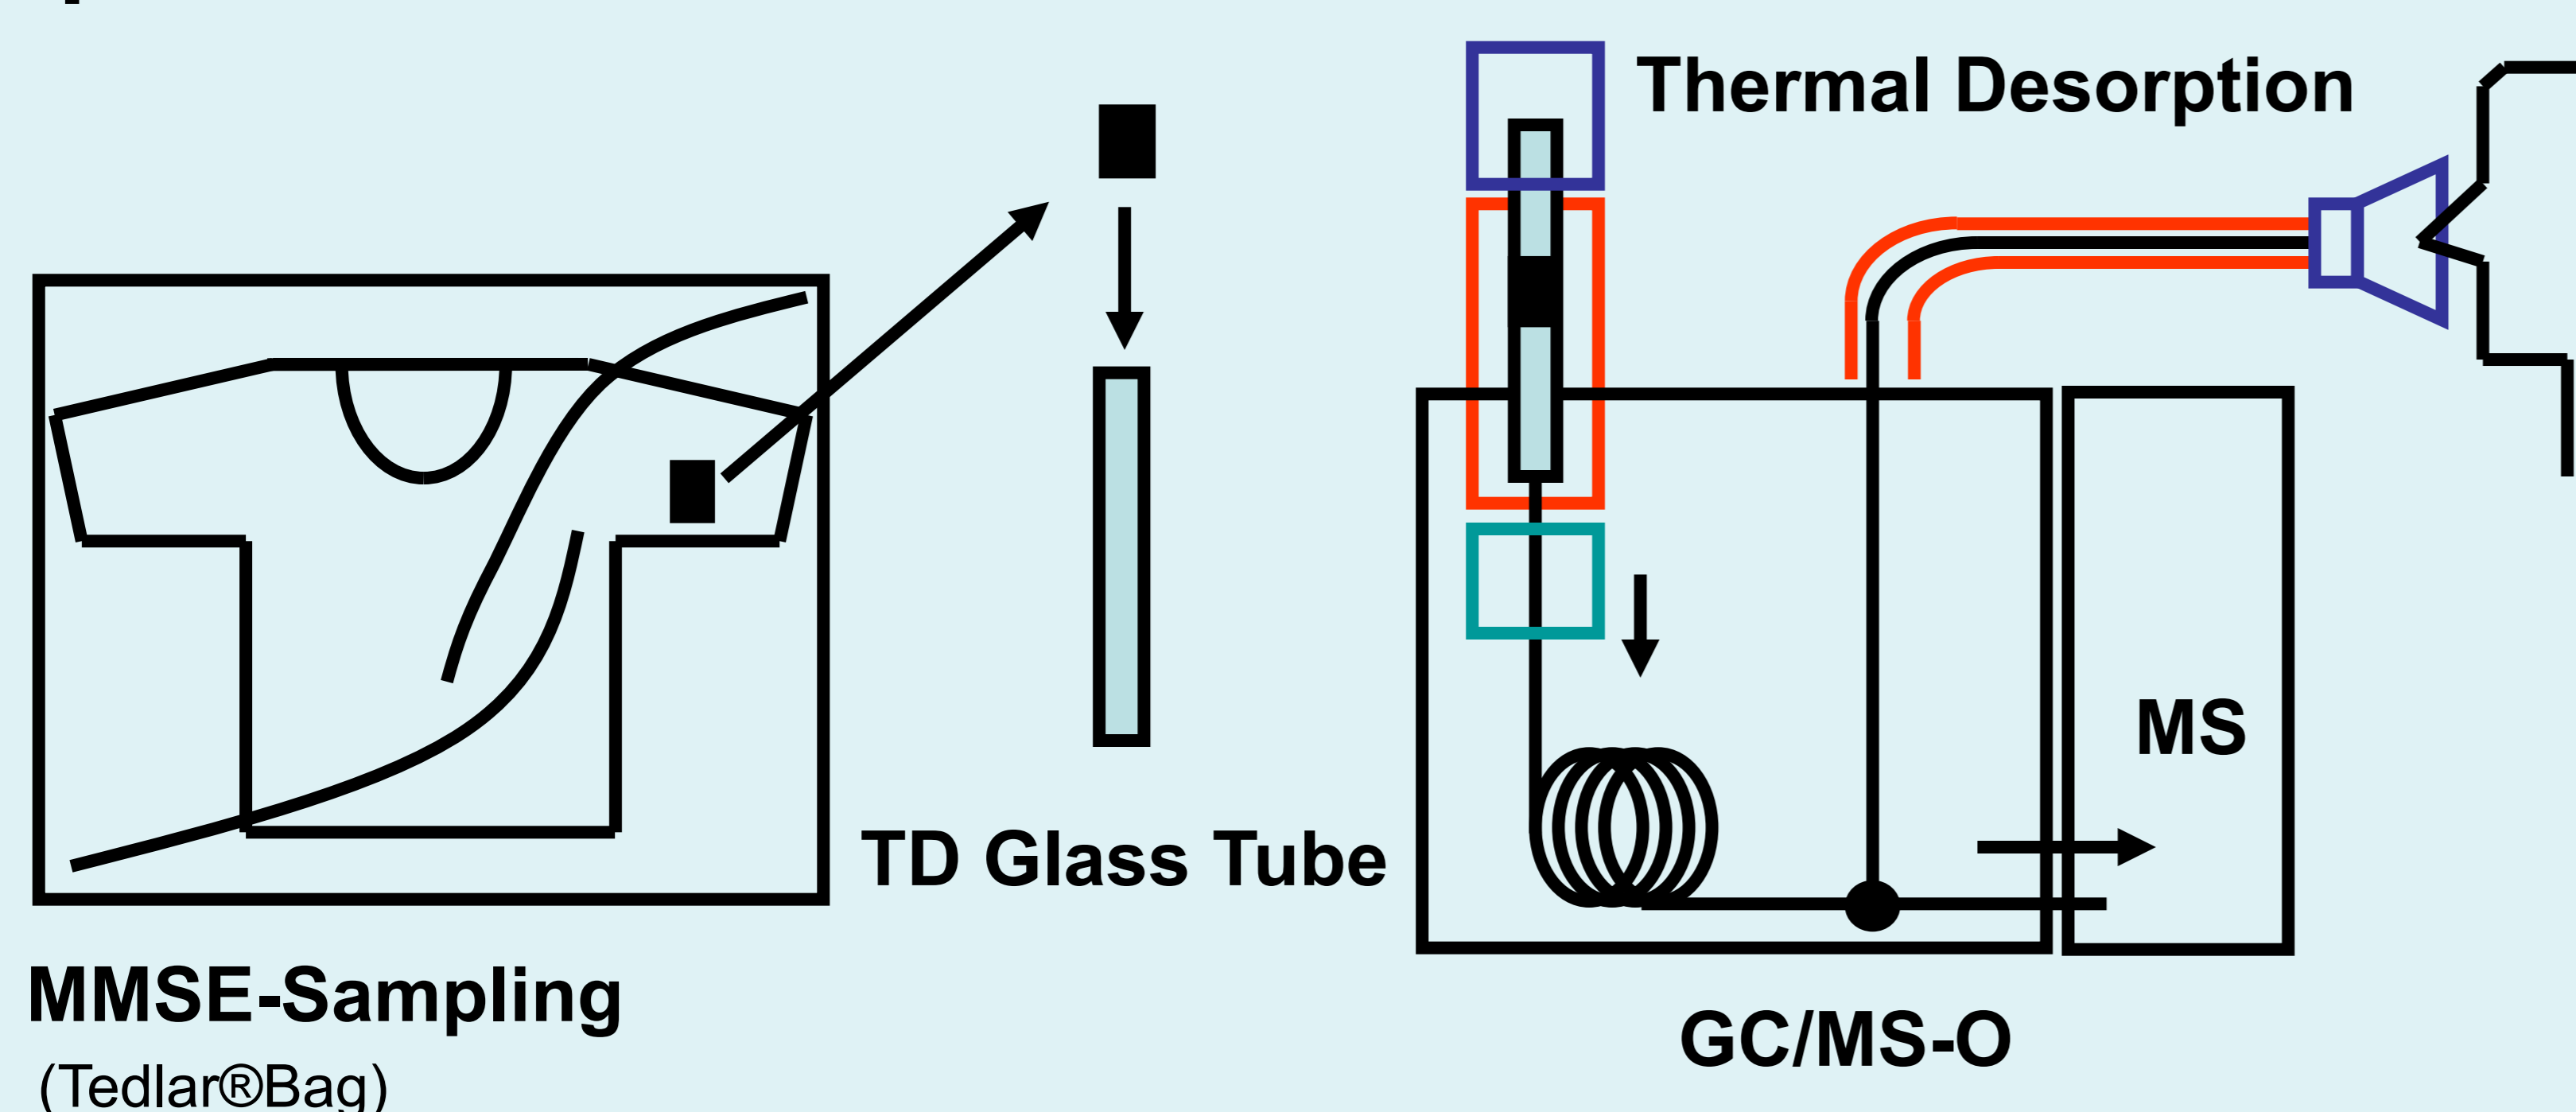 Thermal Desorption
MS
TD Glass Tube
MMSE-Sampling
(Tedlar®Bag)
GC/MS-O